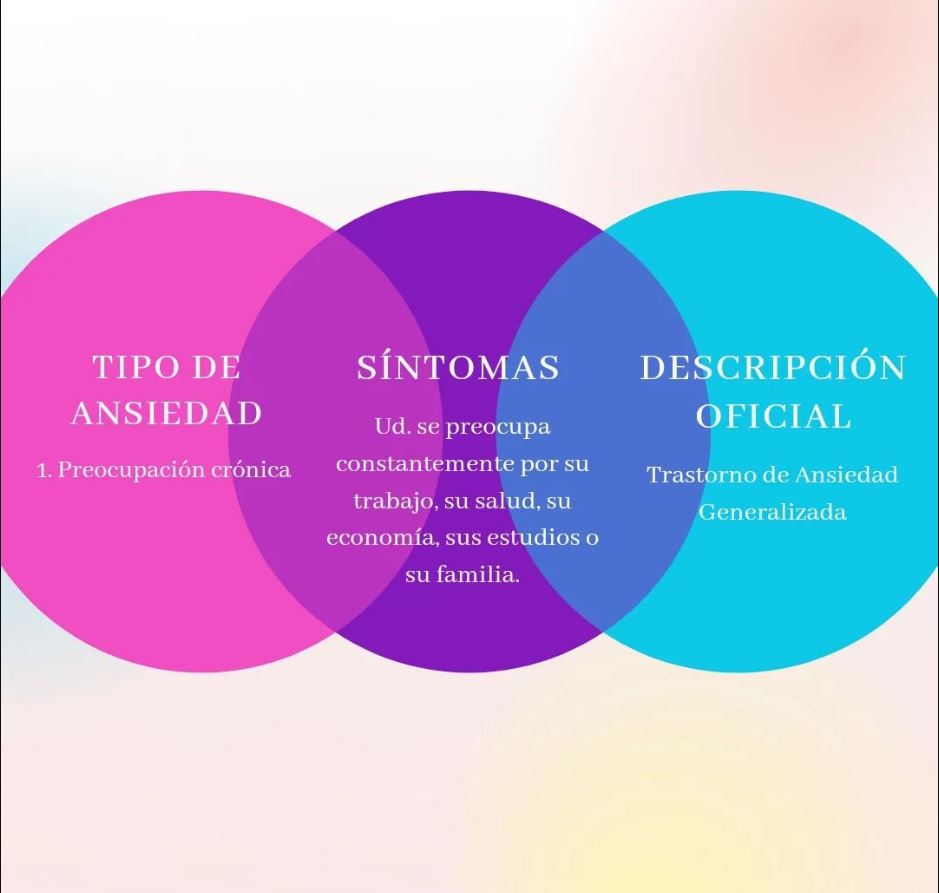 TIPO DE
ANSIEDAD
1. Preocupación crónica
SÍNTOMAS
Ud. se preocupa
constantemente por su
trabajo, su salud, su
economía, sus estudios o
su familia.
DESCRIPCIÓN
OFICIAL
Trastorno de Ansiedad
Generalizada